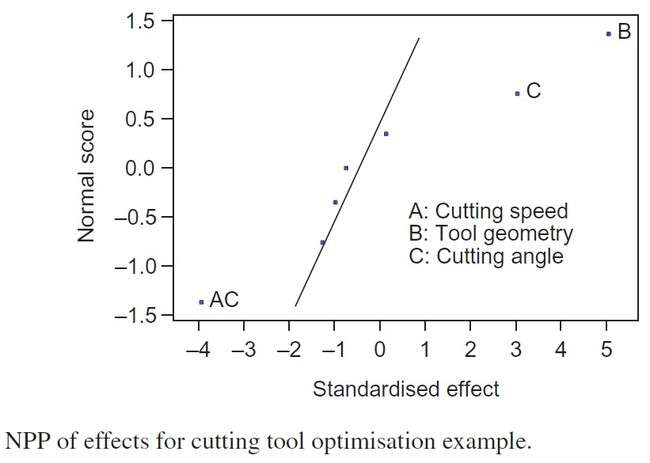 1.5
1.0
0.5
0.0
–0.5
–1.0
–1.5
Normal score
B
C
A: Cutting speed
B: Tool geometry
C: Cutting angle
AC
–4 –3 –2 –1 0 1 2 3 4 5
Standardised effect
NPP of effects for cutting tool optimisation example.